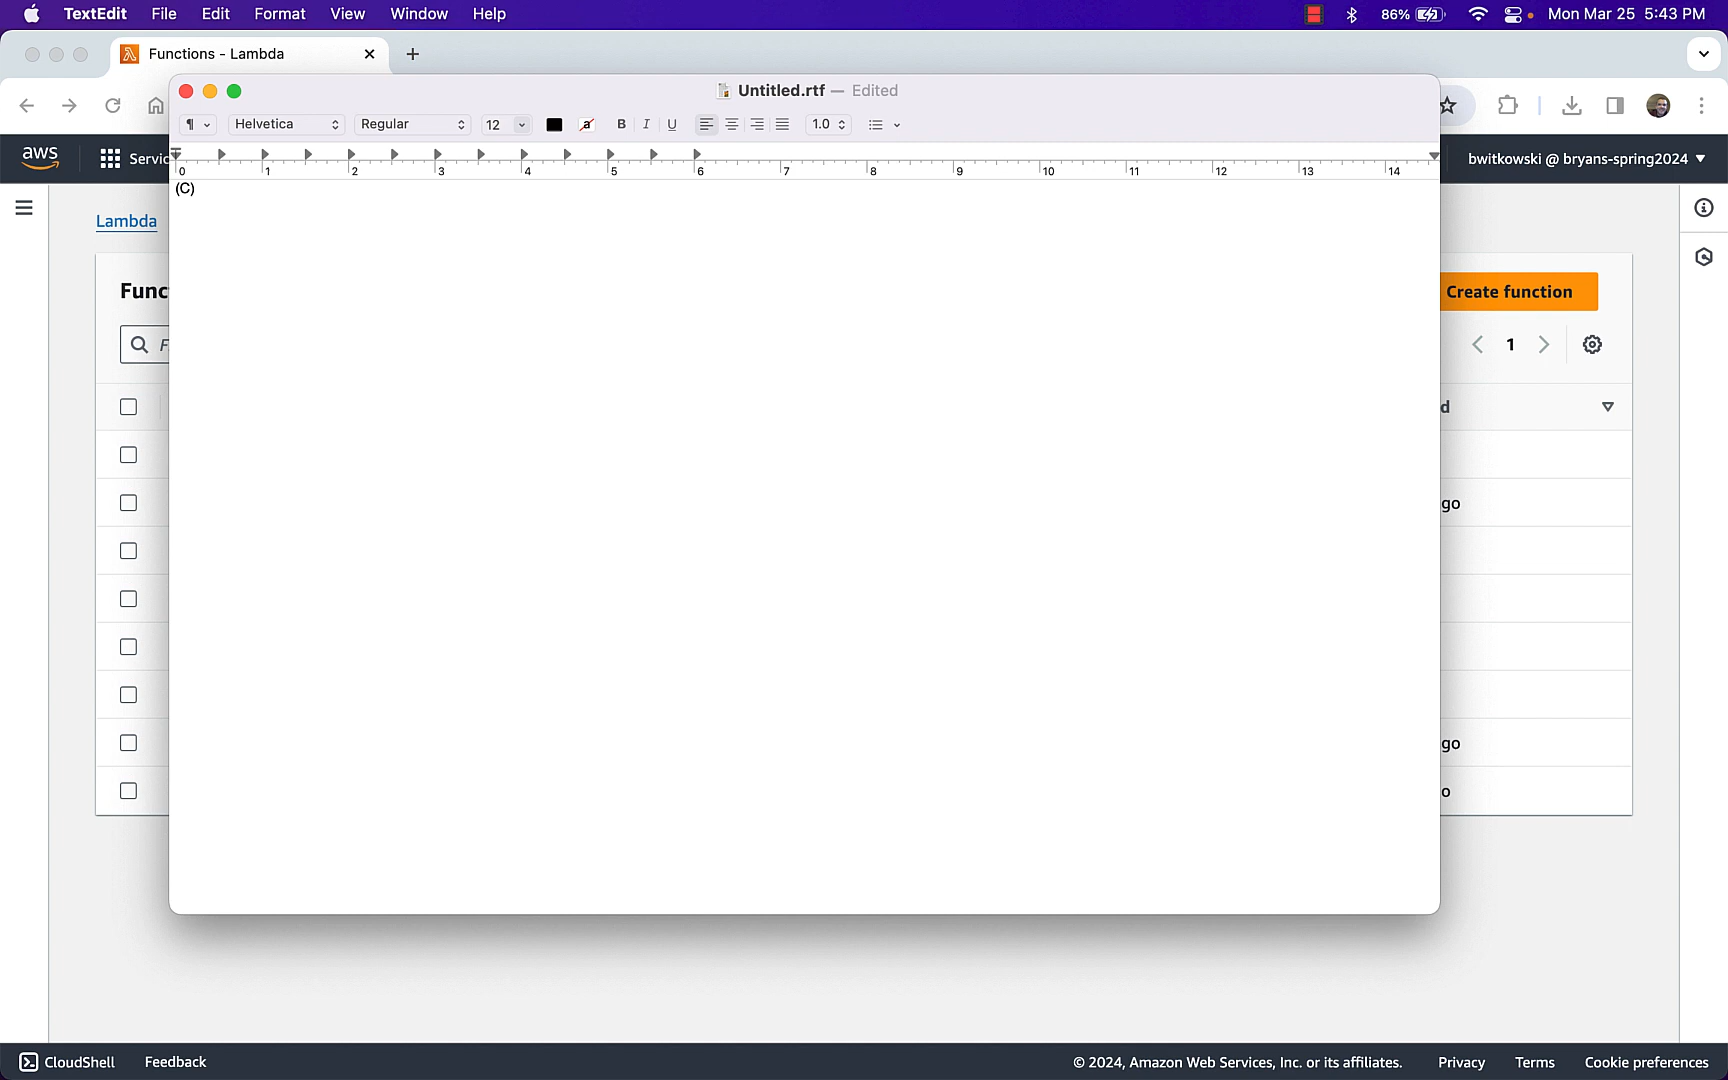 TextEdit File Edit Format View Window Help 86% Mon Mar 25 5:43 PM
Functions - Lambda
Untitled.rtf — Edited
¶ Helvetica Regular 12 a B I U 1.0
aws Servic bwitkowski @ bryans-spring2024
0 1 2 3 4 5 6 7 8 9 10 11 12 13 14
(C)
Lambda
Func Create function
F 1
d
go
go
o
CloudShell Feedback © 2024, Amazon Web Services, Inc. or its affiliates. Privacy Terms Cookie preferences